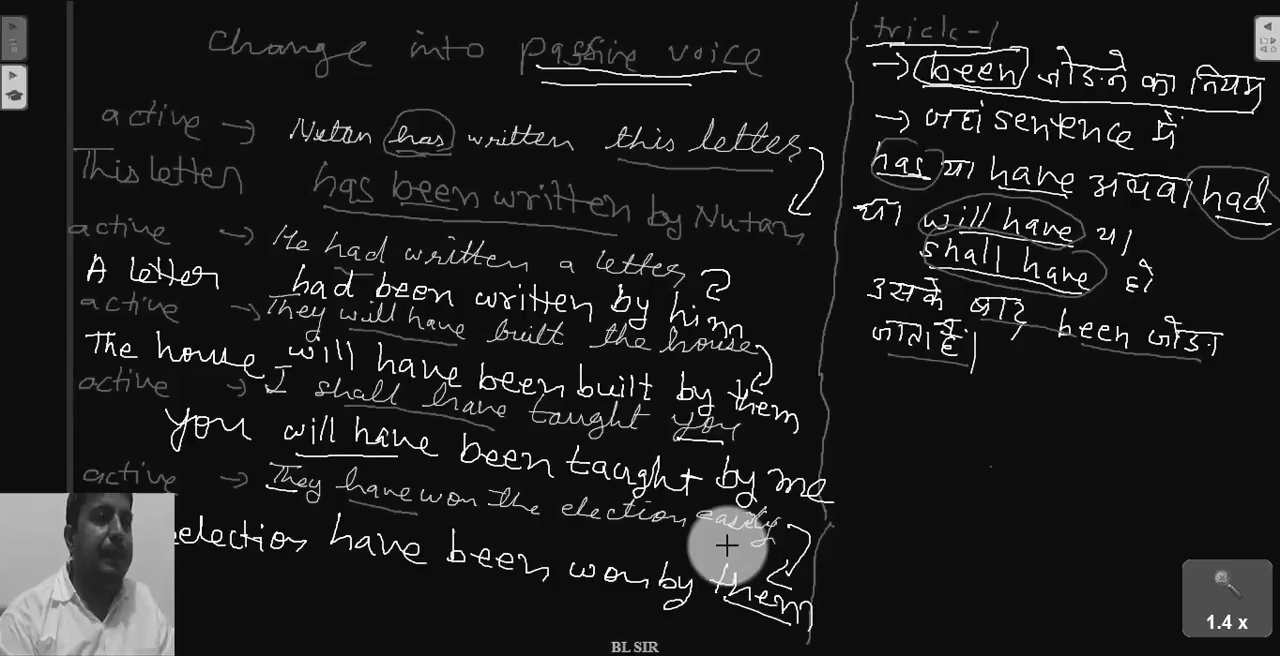 change into passive voice
active → Nutan has written this letter
This letter has been written by Nutan
active → He had written a letter
A letter had been written by him
active → They will have built the house
The house will have been built by them
active → I shall have taught you
you will have been taught by me
active → They have won the election easily
election have been won by them
trick-1
→ been जोडने का नियम
→ जहां sentence में
has या have अथवा had
या will have या
shall have हो
उसके बाद been जोडा
जाता है।
1.4 x
BL SIR